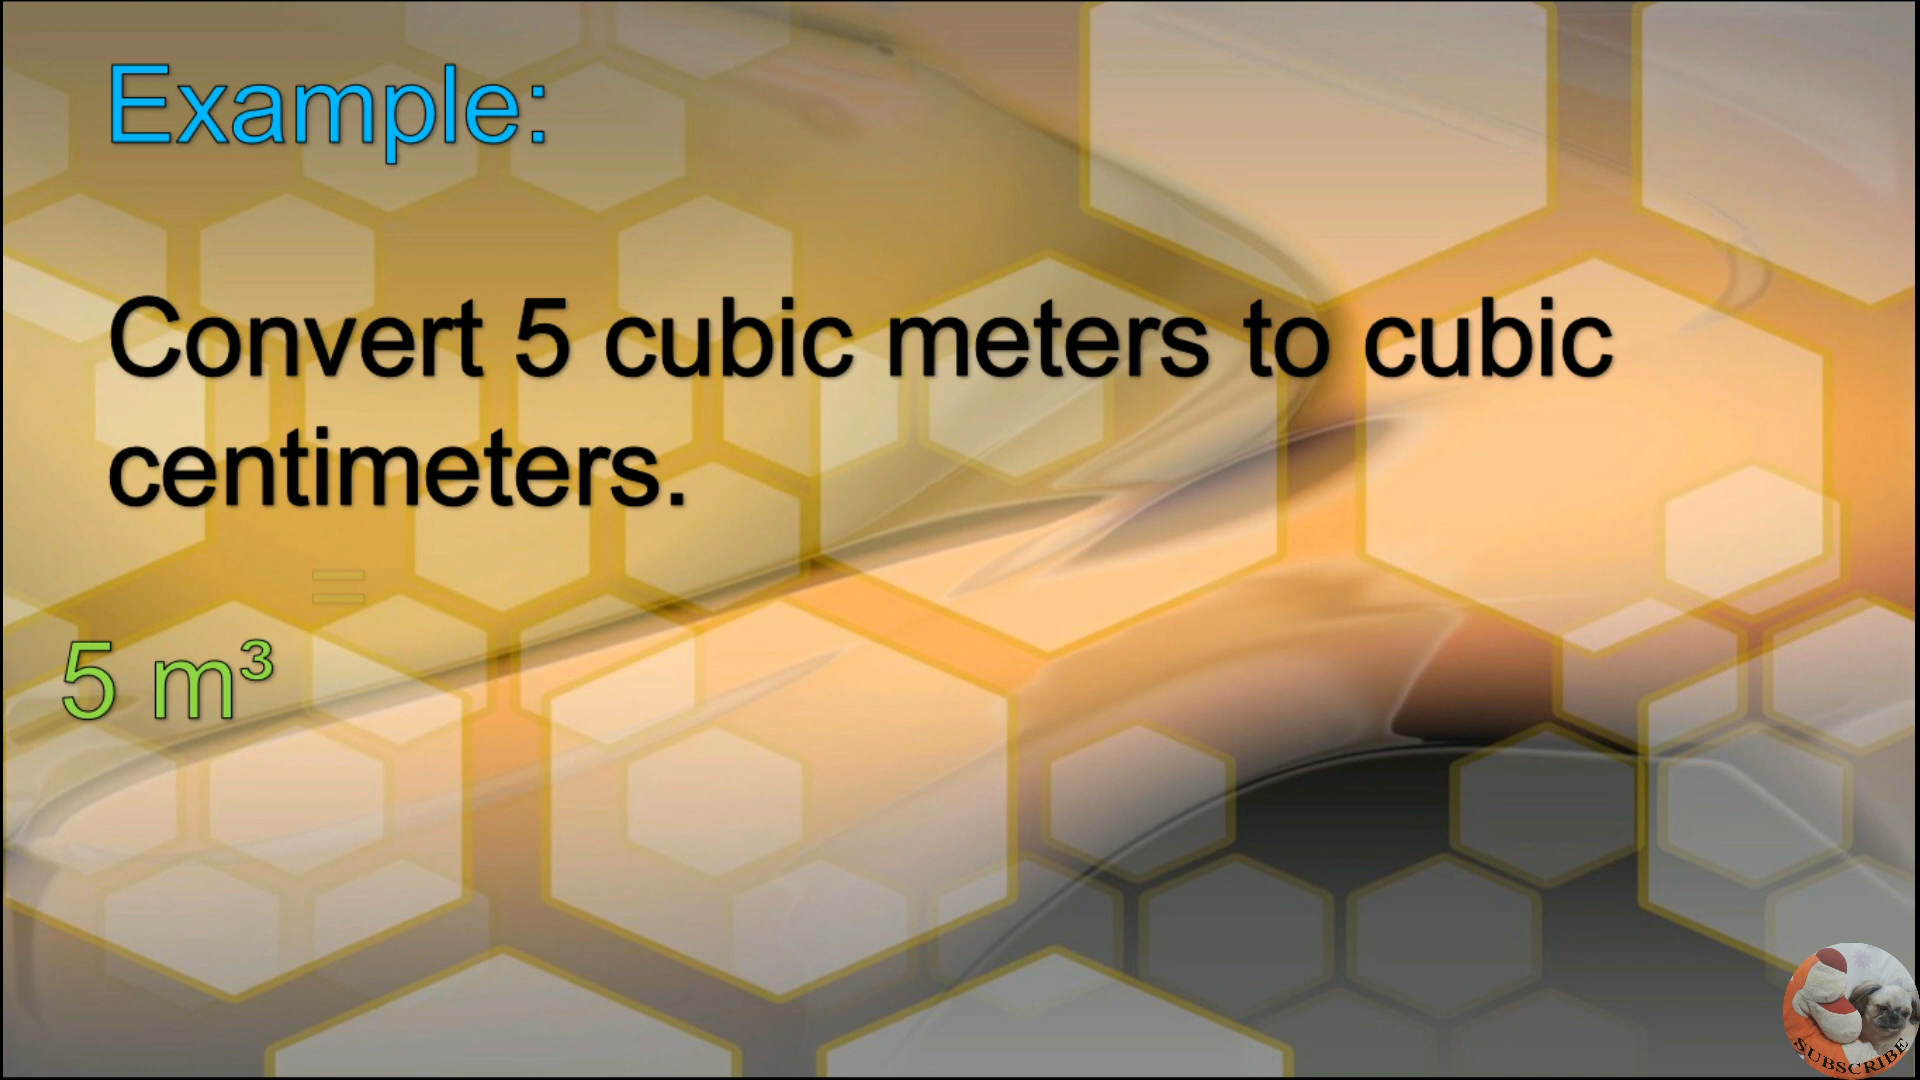 Example:
Convert 5 cubic meters to cubic
centimeters.
=
5 m³
SUBSCRIBE